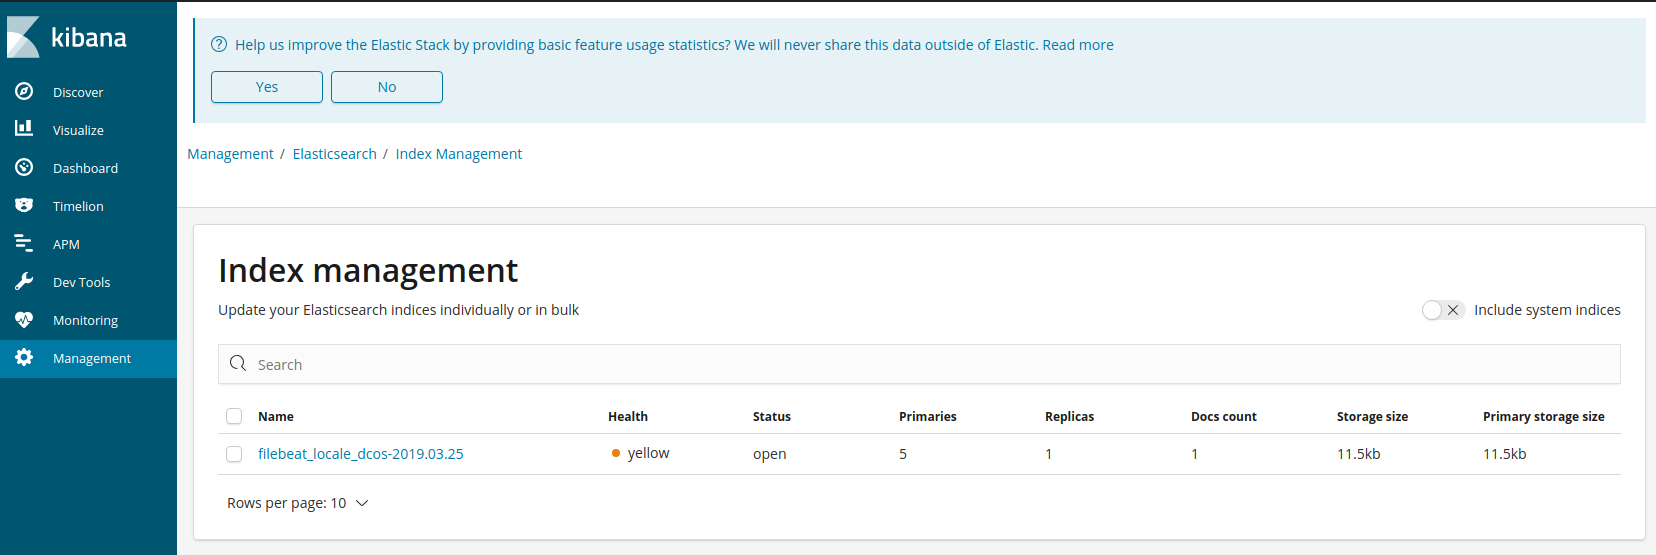 kibana
Discover
Visualize
Dashboard
Timelion
APM
Dev Tools
Monitoring
Management
Help us improve the Elastic Stack by providing basic feature usage statistics? We will never share this data outside of Elastic. Read more
Yes No
Management / Elasticsearch / Index Management
Index management
Update your Elasticsearch indices individually or in bulk
Include system indices
Search
Name Health Status Primaries Replicas Docs count Storage size Primary storage size
filebeat_locale_dcos-2019.03.25 yellow open 5 1 1 11.5kb 11.5kb
Rows per page: 10